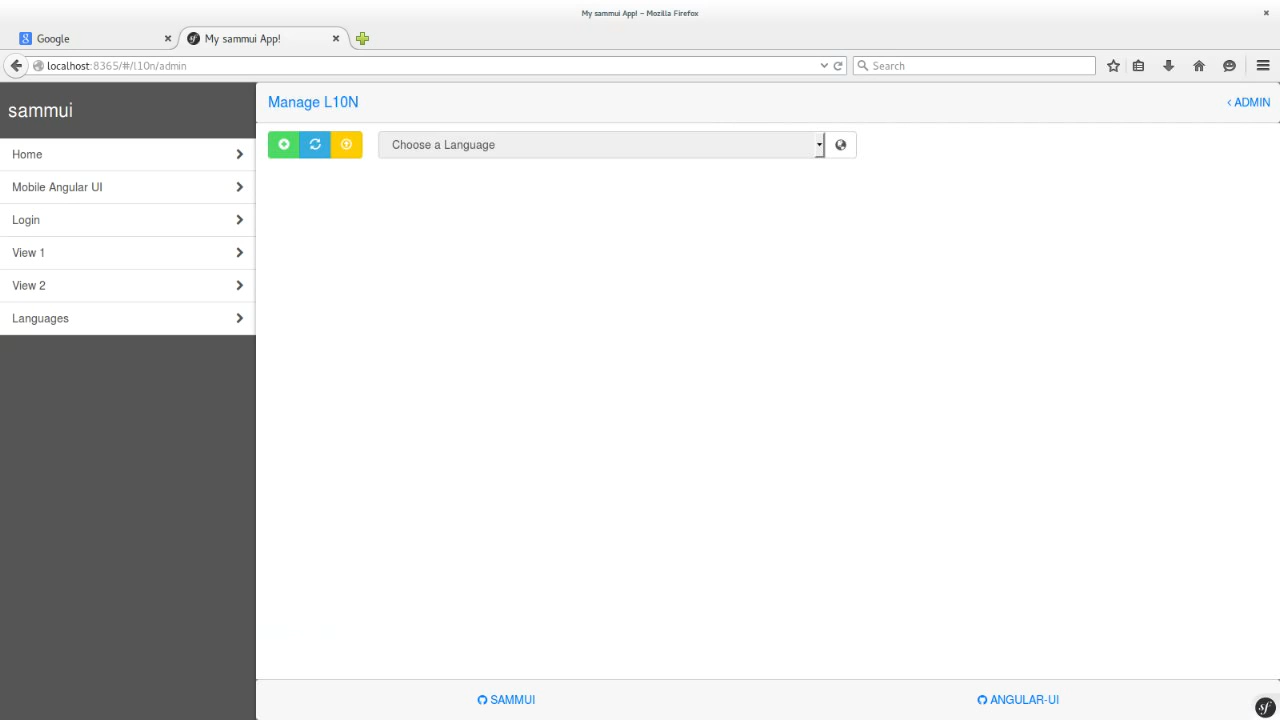 My sammui App! - Mozilla Firefox
Google
My sammui App!
localhost:8365/#/l10n/admin
Search
sammui
Manage L10N
ADMIN
Choose a Language
Home
Mobile Angular UI
Login
View 1
View 2
Languages
SAMMUI
ANGULAR-UI
sf